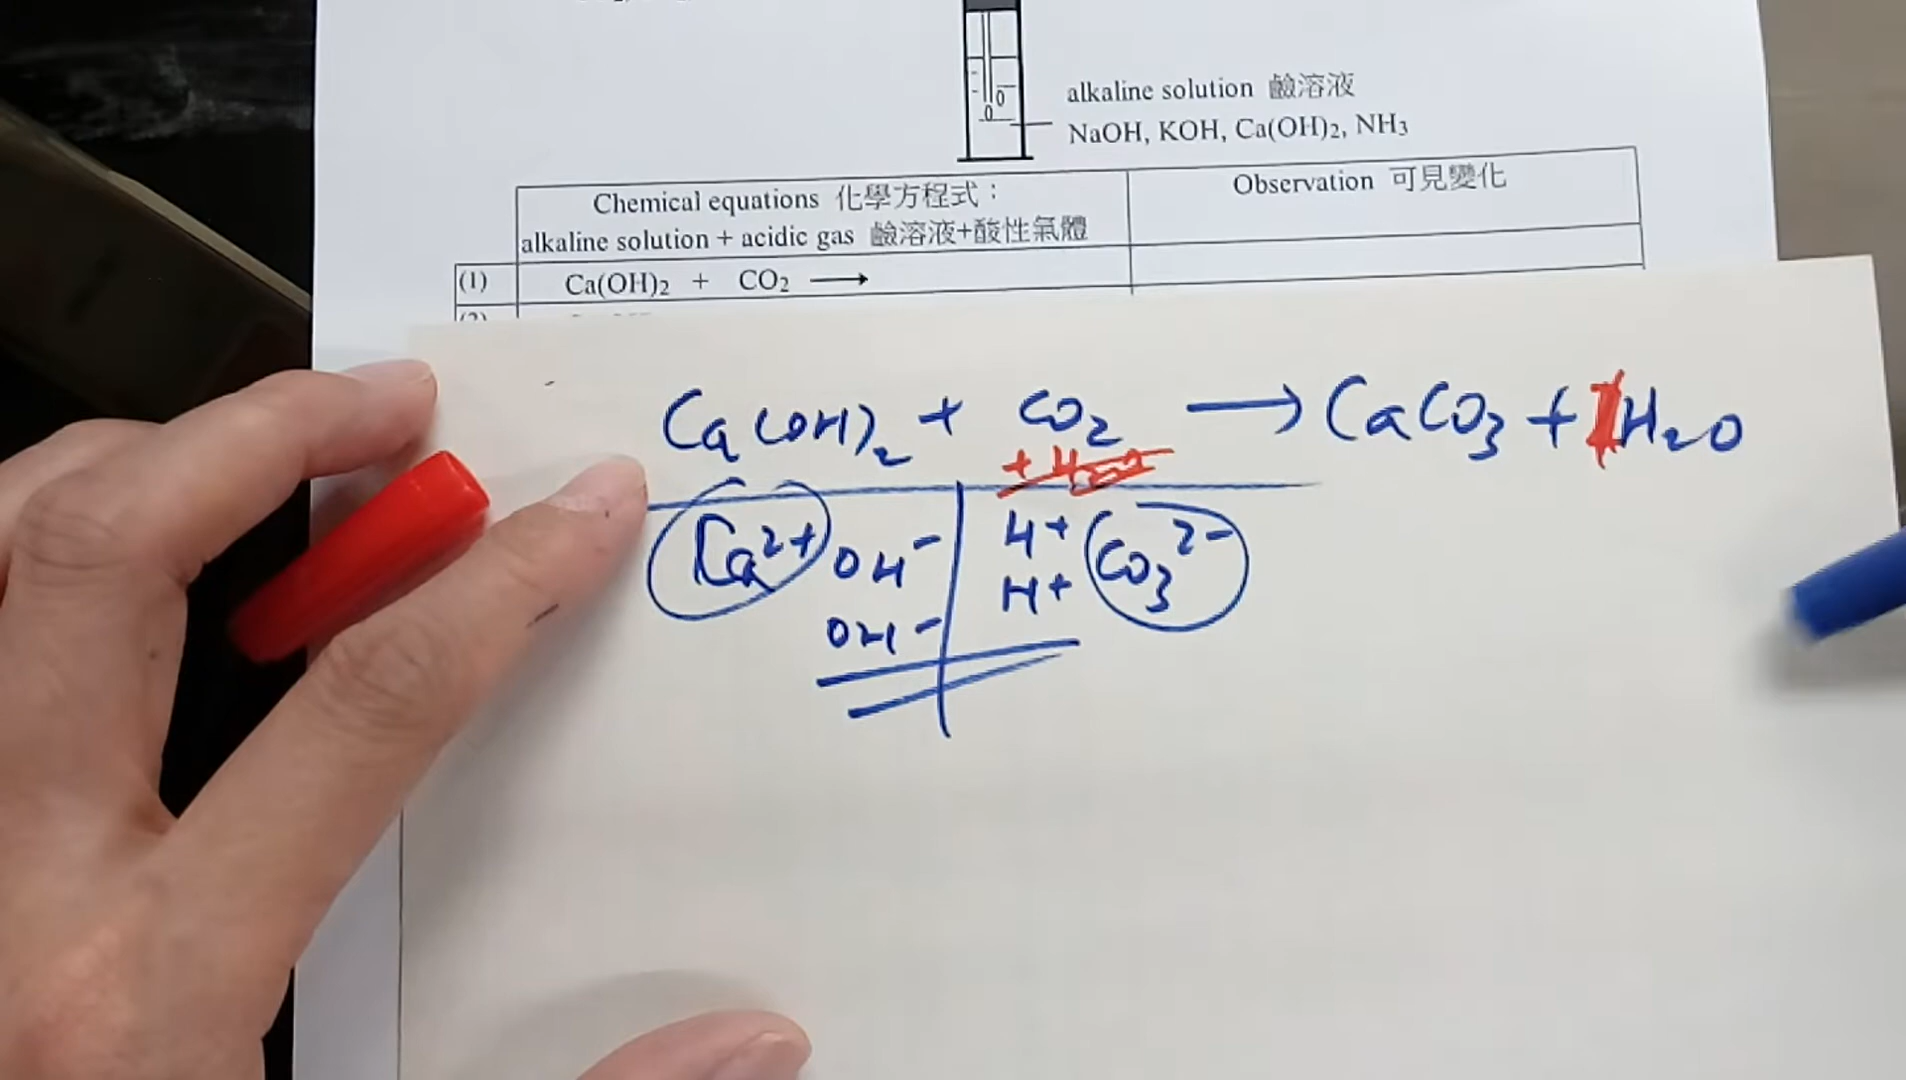 alkaline solution 鹼溶液
NaOH, KOH, Ca(OH)2, NH3
Chemical equations 化學方程式：
alkaline solution + acidic gas 鹼溶液+酸性氣體
Observation 可見變化
(1) Ca(OH)2 + CO2 ⟶
Ca(OH)2 + CO2 → CaCO3 + H2O
Ca2+ OH- H+ CO3 2-
OH- H+